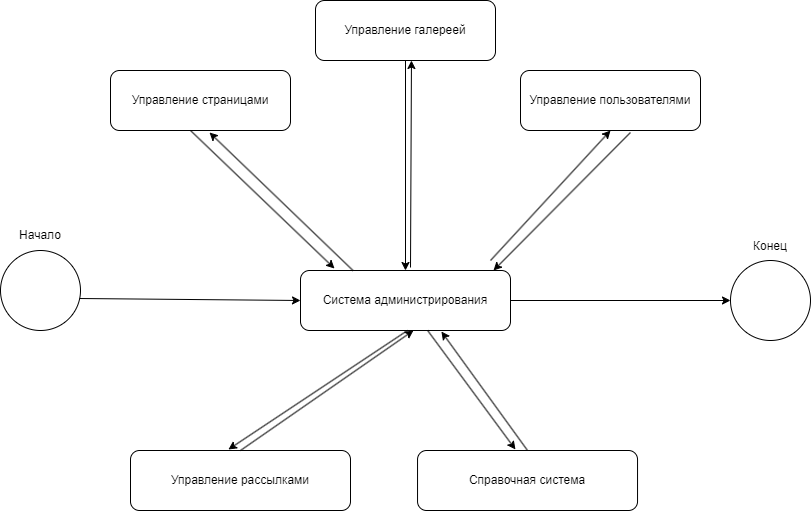 Управление галереей
Управление страницами
Управление пользователями
Начало
Конец
Система администрирования
Управление рассылками
Справочная система